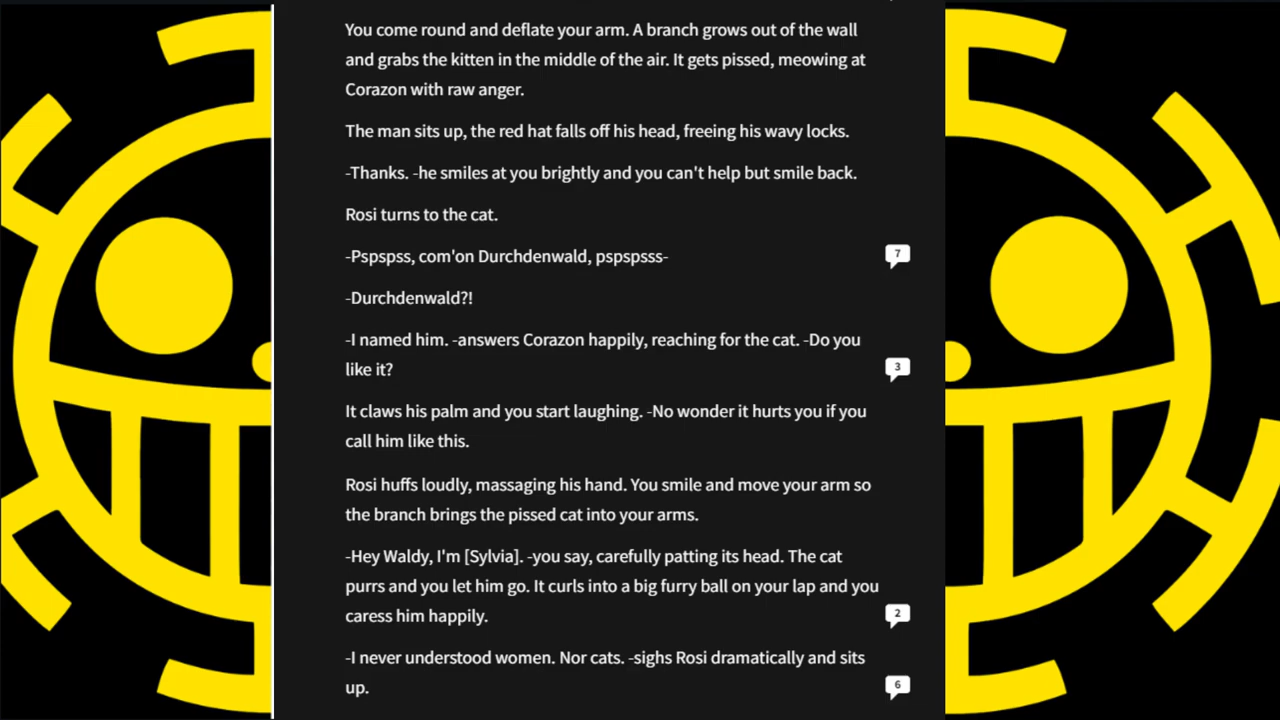 You come round and deflate your arm. A branch grows out of the wall
and grabs the kitten in the middle of the air. It gets pissed, meowing at
Corazon with raw anger.
The man sits up, the red hat falls off his head, freeing his wavy locks.
-Thanks. -he smiles at you brightly and you can't help but smile back.
Rosi turns to the cat.
-Pspspss, com'on Durchdenwald, pspspsss-
7
-Durchdenwald?!
-I named him. -answers Corazon happily, reaching for the cat. -Do you
like it?
3
It claws his palm and you start laughing. -No wonder it hurts you if you
call him like this.
Rosi huffs loudly, massaging his hand. You smile and move your arm so
the branch brings the pissed cat into your arms.
-Hey Waldy, I'm [Sylvia]. -you say, carefully patting its head. The cat
purrs and you let him go. It curls into a big furry ball on your lap and you
caress him happily.
2
-I never understood women. Nor cats. -sighs Rosi dramatically and sits
up.
6